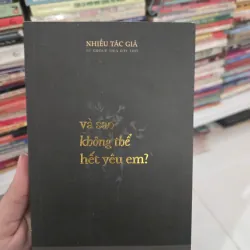 NHIỀU TÁC GIẢ
và sao
không thể
hết yêu em?